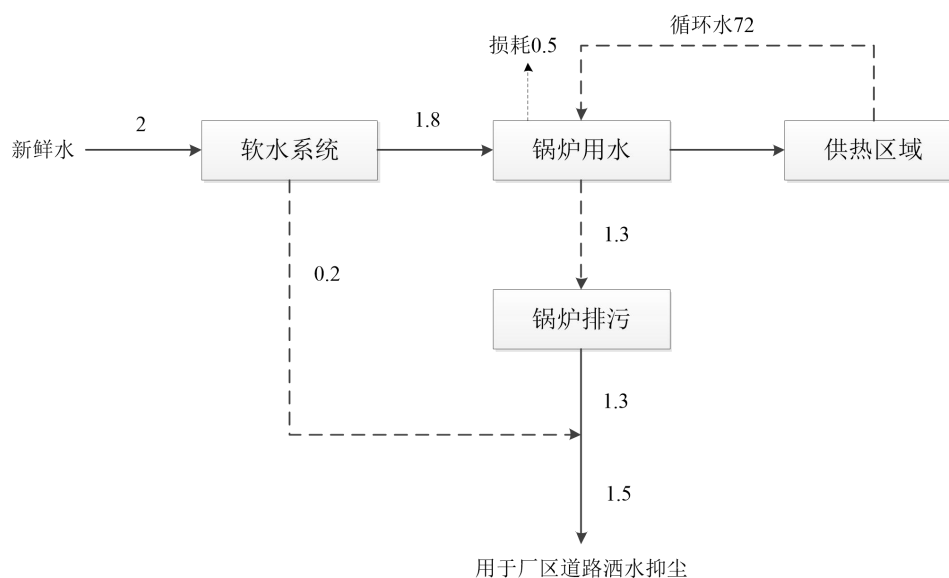 循环水72
损耗0.5
新鲜水
2
软水系统
1.8
锅炉用水
供热区域
0.2
1.3
锅炉排污
1.3
1.5
用于厂区道路洒水抑尘